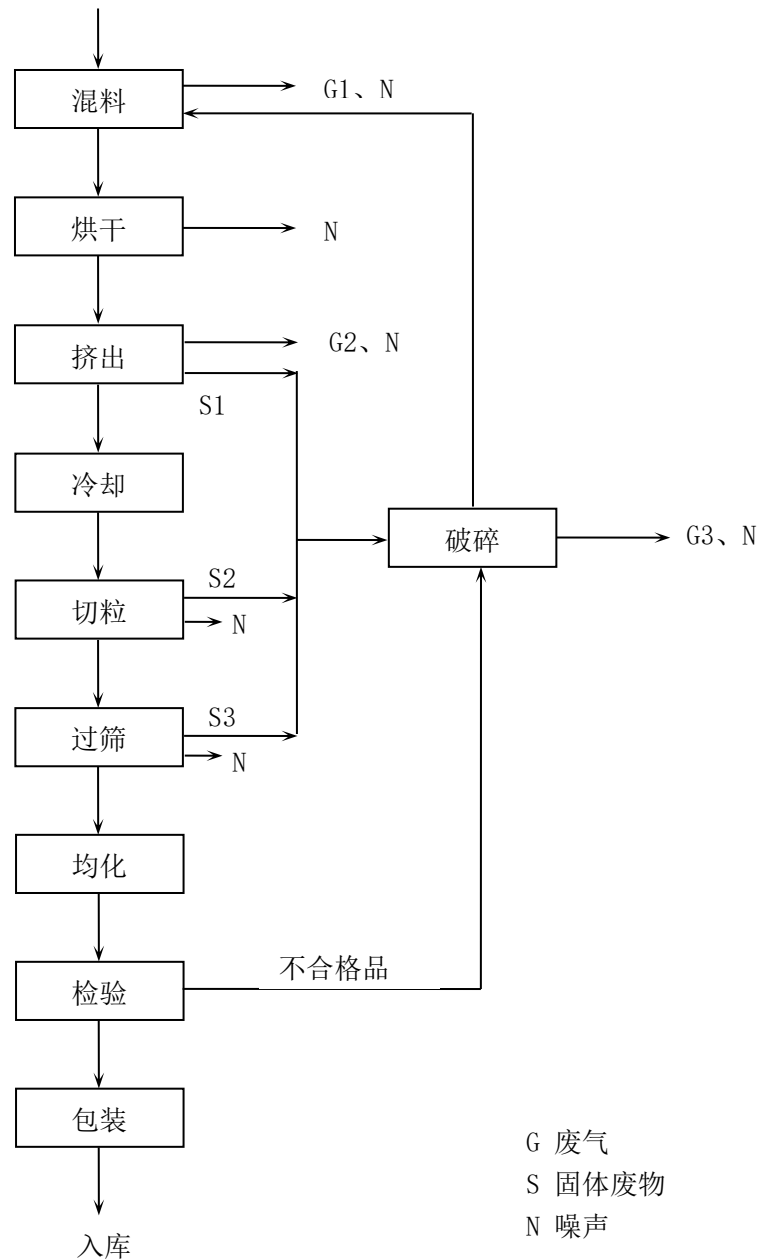 混料
G1、N
烘干
N
挤出
G2、N
S1
冷却
破碎
G3、N
切粒
S2
N
过筛
S3
N
均化
不合格品
检验
包装
G 废气
S 固体废物
N 噪声
入库